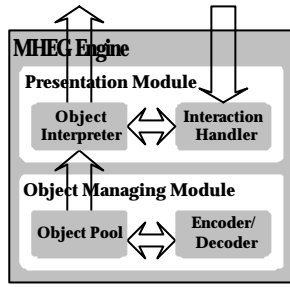 MHEG Engine
Presentation Module
Object
Interpreter
Interaction
Handler
Object Managing Module
Object Pool
Encoder/
Decoder